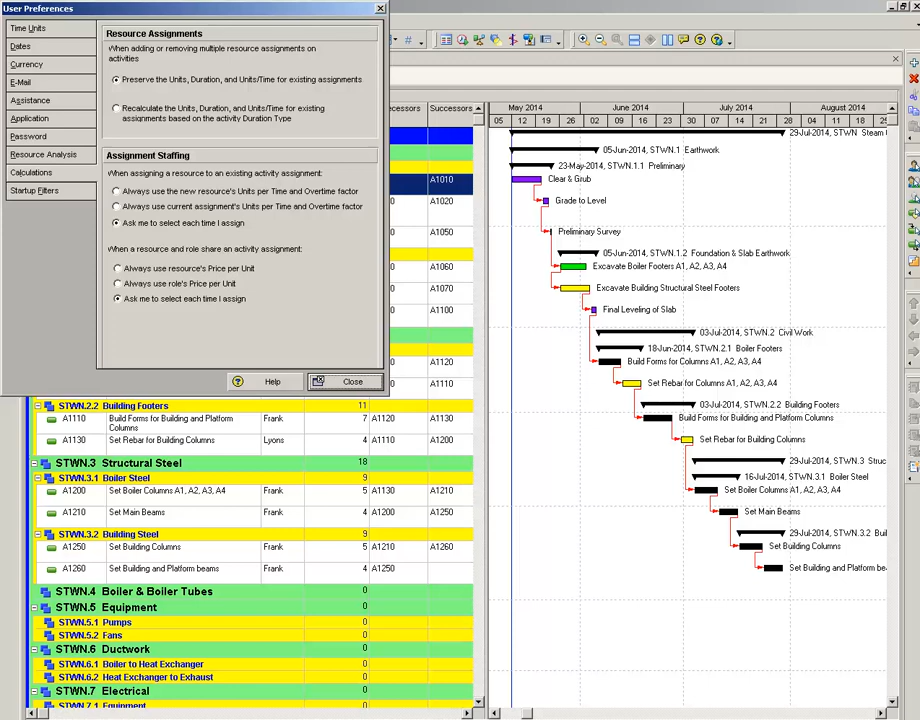 User Preferences
Time Units
Dates
Currency
E-Mail
Assistance
Application
Password
Resource Analysis
Calculations
Startup Filters
Resource Assignments
When adding or removing multiple resource assignments on
activities
Preserve the Units, Duration, and Units/Time for existing assignments
Recalculate the Units, Duration, and Units/Time for existing
assignments based on the activity Duration Type
Assignment Staffing
When assigning a resource to an existing activity assignment:
Always use the new resource's Units per Time and Overtime factor
Always use current assignment's Units per Time and Overtime factor
Ask me to select each time I assign
When a resource and role share an activity assignment:
Always use resource's Price per Unit
Always use role's Price per Unit
Ask me to select each time I assign
Help
Close
cessors Successors
A1010
A1020
0 A1050
A1060
0 A1070
0 A1100
0 A1120
0 A1110
STWN.2.2 Building Footers 11
A1110 Build Forms for Building and Platform Columns Frank 7 A1120 A1130
A1130 Set Rebar for Building Columns Lyons 4 A1110 A1200
STWN.3 Structural Steel 18
STWN.3.1 Boiler Steel 9
A1200 Set Boiler Columns A1, A2, A3, A4 Frank 5 A1130 A1210
A1210 Set Main Beams Frank 4 A1200 A1250
STWN.3.2 Building Steel 9
A1250 Set Building Columns Frank 5 A1210 A1260
A1260 Set Building and Platform beams Frank 4 A1250
STWN.4 Boiler & Boiler Tubes 0
STWN.5 Equipment 0
STWN.5.1 Pumps 0
STWN.5.2 Fans 0
STWN.6 Ductwork 0
STWN.6.1 Boiler to Heat Exchanger 0
STWN.6.2 Heat Exchanger to Exhaust 0
STWN.7 Electrical 0
STWN.7.1 Equipment 0
May 2014 June 2014 July 2014 August 2014
05 12 19 26 02 09 16 23 30 07 14 21 28 04 11 18 25
29-Jul-2014, STWN Steam
05-Jun-2014, STWN.1 Earthwork
23-May-2014, STWN.1.1 Preliminary
Clear & Grub
Grade to Level
Preliminary Survey
05-Jun-2014, STWN.1.2 Foundation & Slab Earthwork
Excavate Boiler Footers A1, A2, A3, A4
Excavate Building Structural Steel Footers
Final Leveling of Slab
03-Jul-2014, STWN.2 Civil Work
18-Jun-2014, STWN.2.1 Boiler Footers
Build Forms for Columns A1, A2, A3, A4
Set Rebar for Columns A1, A2, A3, A4
03-Jul-2014, STWN.2.2 Building Footers
Build Forms for Building and Platform Columns
Set Rebar for Building Columns
29-Jul-2014, STWN.3 Struc
16-Jul-2014, STWN.3.1 Boiler Steel
Set Boiler Columns A1, A2, A3, A4
Set Main Beams
29-Jul-2014, STWN.3.2 Buil
Set Building Columns
Set Building and Platform be